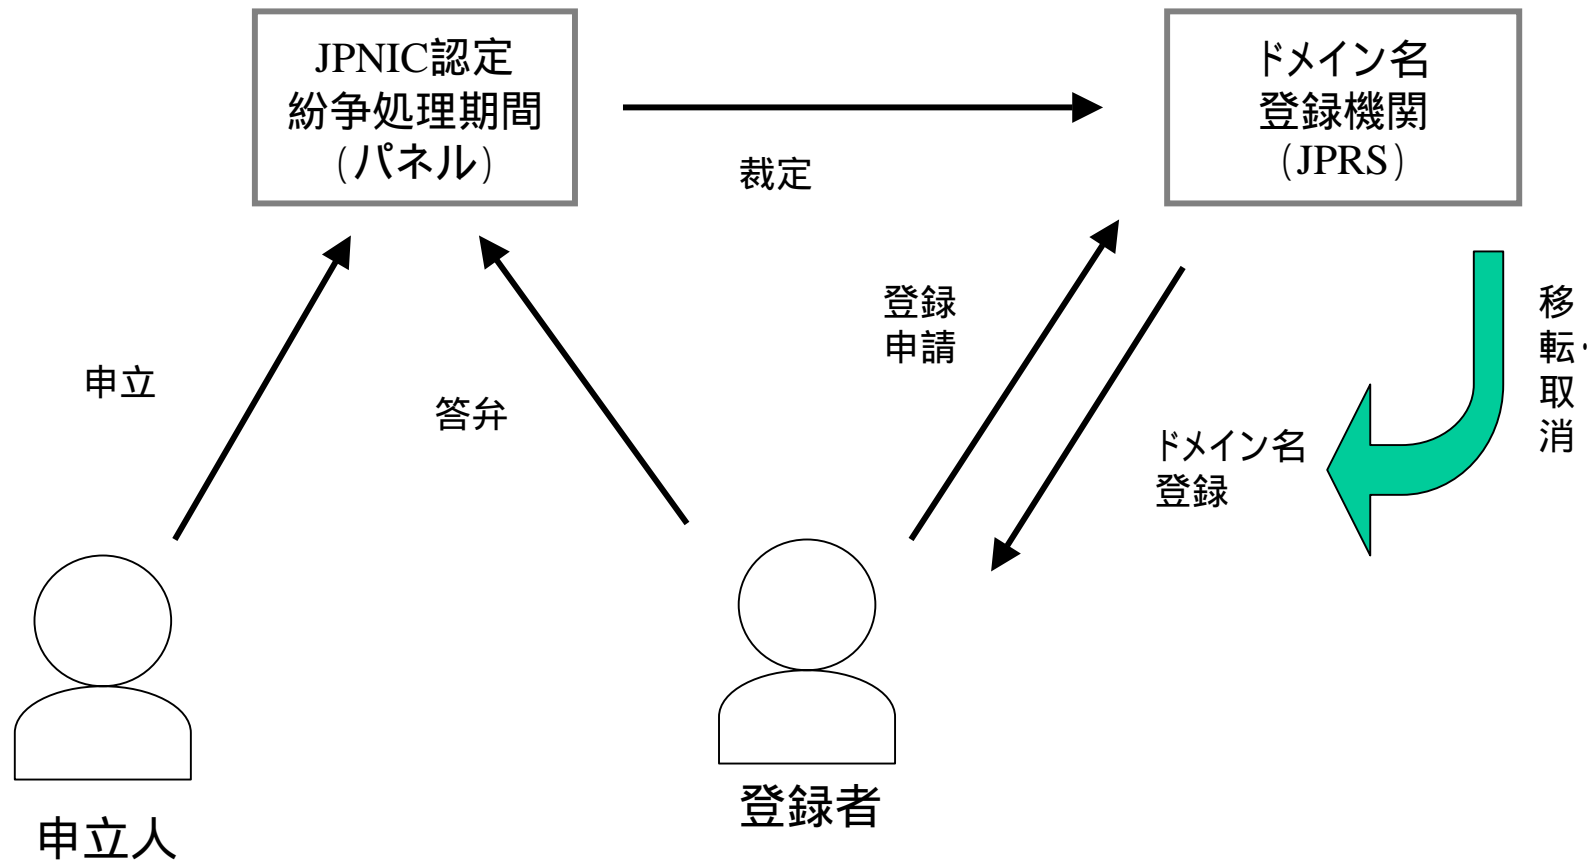 JPNIC認定
紛争処理期間
(パネル)
ドメイン名
登録機関
(JPRS)
裁定
登録
申請
移
転・
取
消
申立
答弁
ドメイン名
登録
登録者
申立人